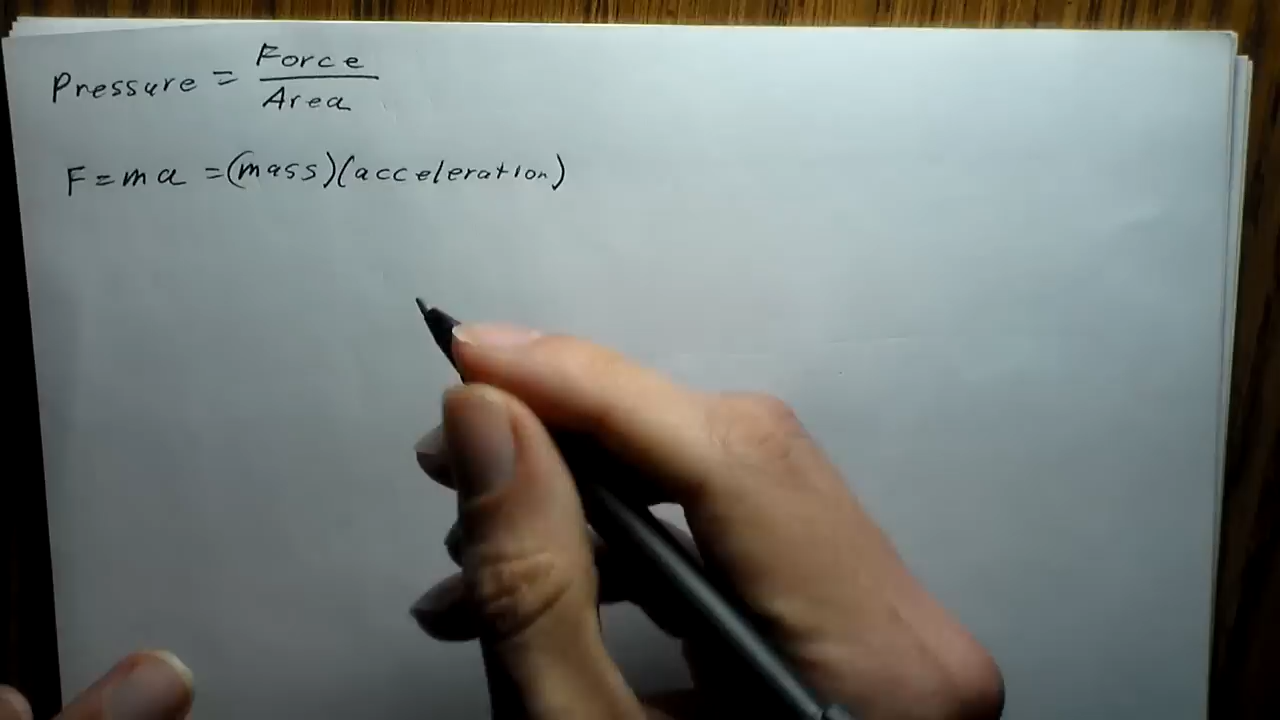 Pressure = Force / Area
F = ma = (mass)(acceleration)